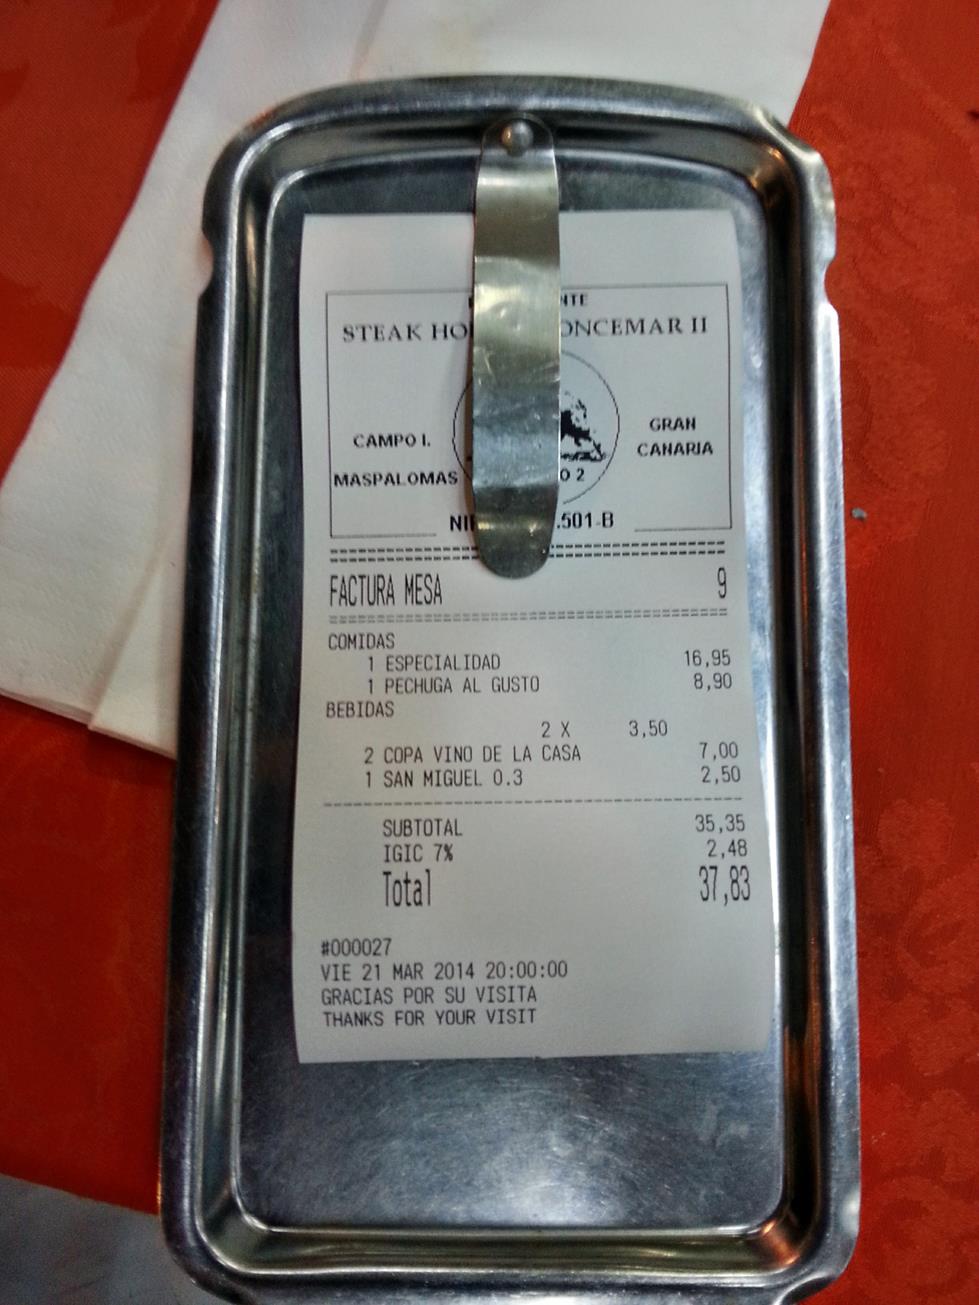 NTE
STEAK HO ONCEMAR II
CAMPO I.
MASPALOMAS
GRAN
CANARIA
O 2
NI .501-B
FACTURA MESA 9
COMIDAS
1 ESPECIALIDAD 16,95
1 PECHUGA AL GUSTO 8,90
BEBIDAS
2 X 3,50
2 COPA VINO DE LA CASA 7,00
1 SAN MIGUEL 0.3 2,50
SUBTOTAL 35,35
IGIC 7% 2,48
Total 37,83
#000027
VIE 21 MAR 2014 20:00:00
GRACIAS POR SU VISITA
THANKS FOR YOUR VISIT